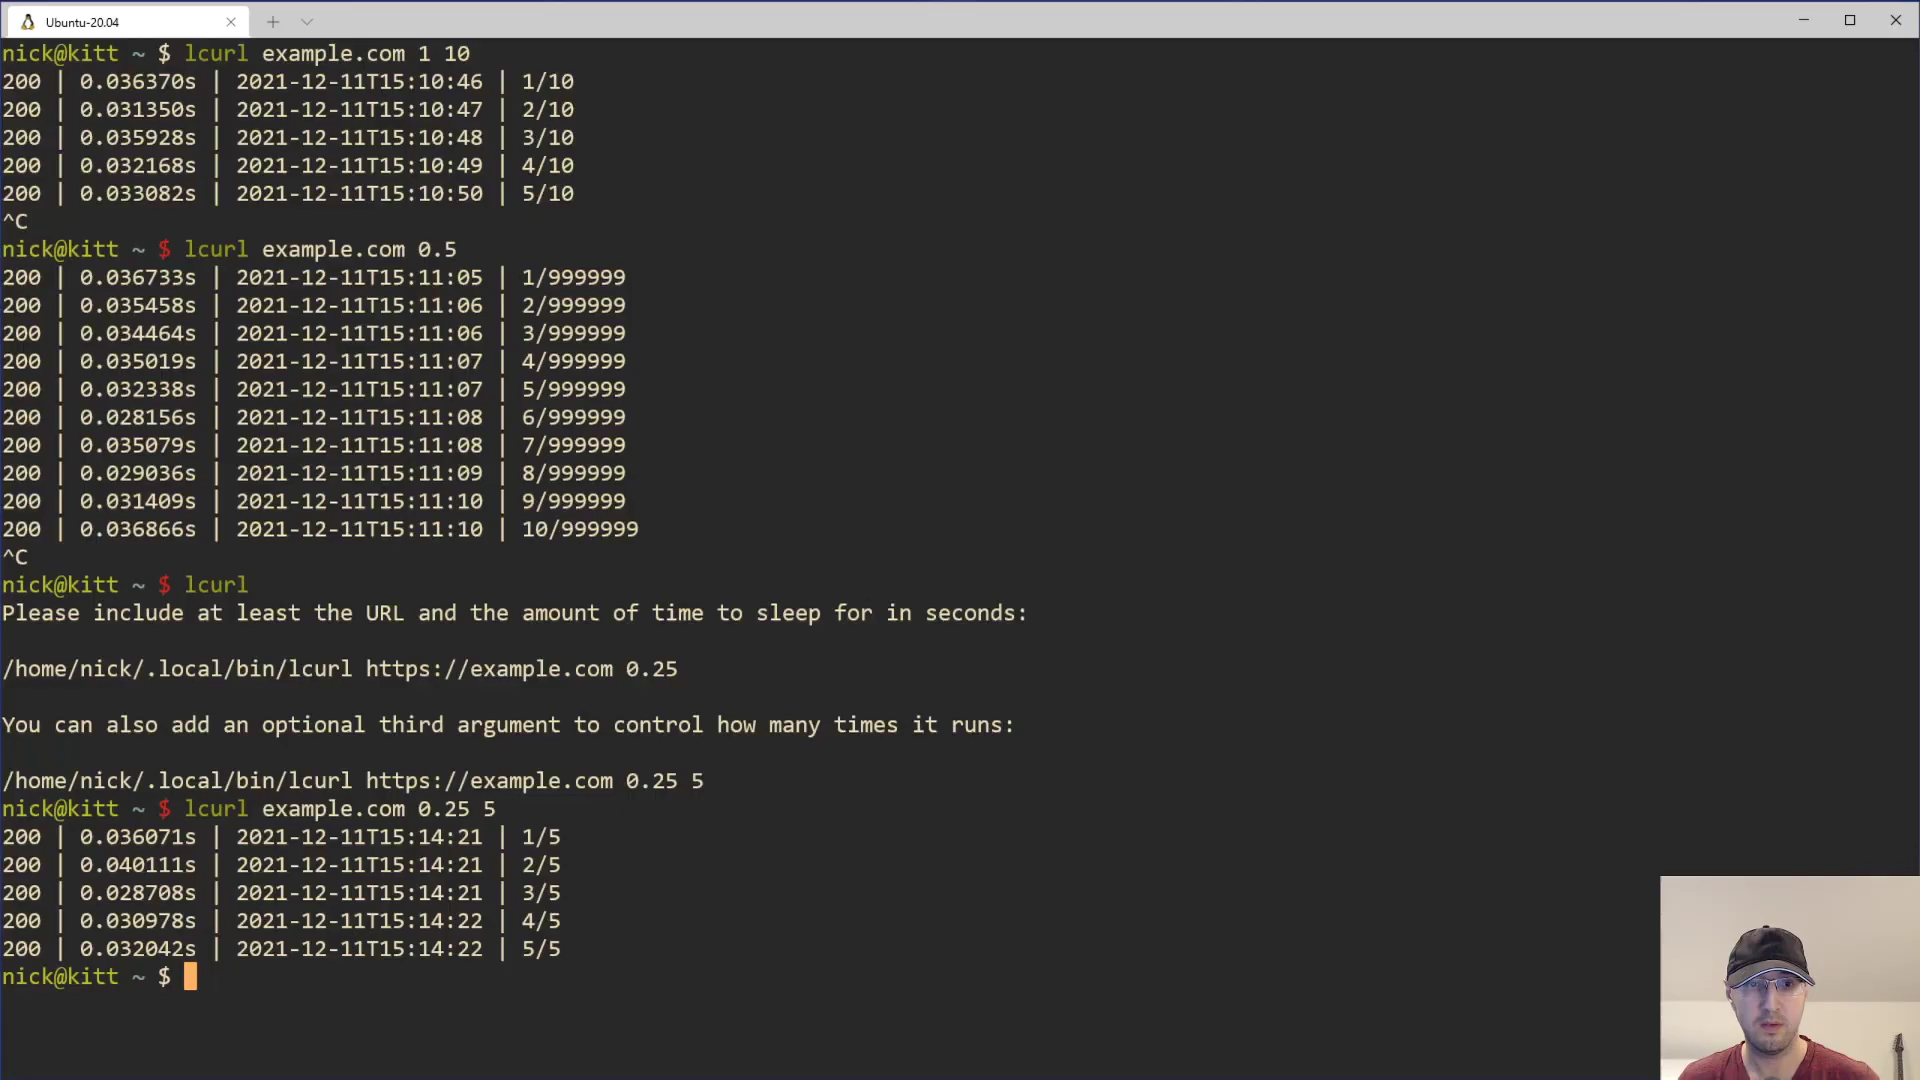 Ubuntu-20.04
nick@kitt ~ $ lcurl example.com 1 10
200 | 0.036370s | 2021-12-11T15:10:46 | 1/10
200 | 0.031350s | 2021-12-11T15:10:47 | 2/10
200 | 0.035928s | 2021-12-11T15:10:48 | 3/10
200 | 0.032168s | 2021-12-11T15:10:49 | 4/10
200 | 0.033082s | 2021-12-11T15:10:50 | 5/10
^C
nick@kitt ~ $ lcurl example.com 0.5
200 | 0.036733s | 2021-12-11T15:11:05 | 1/999999
200 | 0.035458s | 2021-12-11T15:11:06 | 2/999999
200 | 0.034464s | 2021-12-11T15:11:06 | 3/999999
200 | 0.035019s | 2021-12-11T15:11:07 | 4/999999
200 | 0.032338s | 2021-12-11T15:11:07 | 5/999999
200 | 0.028156s | 2021-12-11T15:11:08 | 6/999999
200 | 0.035079s | 2021-12-11T15:11:08 | 7/999999
200 | 0.029036s | 2021-12-11T15:11:09 | 8/999999
200 | 0.031409s | 2021-12-11T15:11:10 | 9/999999
200 | 0.036866s | 2021-12-11T15:11:10 | 10/999999
^C
nick@kitt ~ $ lcurl
Please include at least the URL and the amount of time to sleep for in seconds:
/home/nick/.local/bin/lcurl https://example.com 0.25
You can also add an optional third argument to control how many times it runs:
/home/nick/.local/bin/lcurl https://example.com 0.25 5
nick@kitt ~ $ lcurl example.com 0.25 5
200 | 0.036071s | 2021-12-11T15:14:21 | 1/5
200 | 0.040111s | 2021-12-11T15:14:21 | 2/5
200 | 0.028708s | 2021-12-11T15:14:21 | 3/5
200 | 0.030978s | 2021-12-11T15:14:22 | 4/5
200 | 0.032042s | 2021-12-11T15:14:22 | 5/5
nick@kitt ~ $